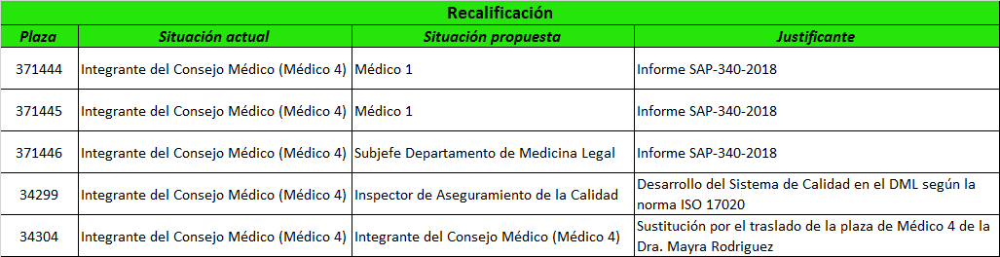 Recalificación
Plaza Situación actual Situación propuesta Justificante
371444 Integrante del Consejo Médico (Médico 4) Médico 1 Informe SAP-340-2018
371445 Integrante del Consejo Médico (Médico 4) Médico 1 Informe SAP-340-2018
371446 Integrante del Consejo Médico (Médico 4) Subjefe Departamento de Medicina Legal Informe SAP-340-2018
34299 Integrante del Consejo Médico (Médico 4) Inspector de Aseguramiento de la Calidad Desarrollo del Sistema de Calidad en el DML según la
norma ISO 17020
34304 Integrante del Consejo Médico (Médico 4) Integrante del Consejo Médico (Médico 4) Sustitución por el traslado de la plaza de Médico 4 de la
Dra. Mayra Rodriguez